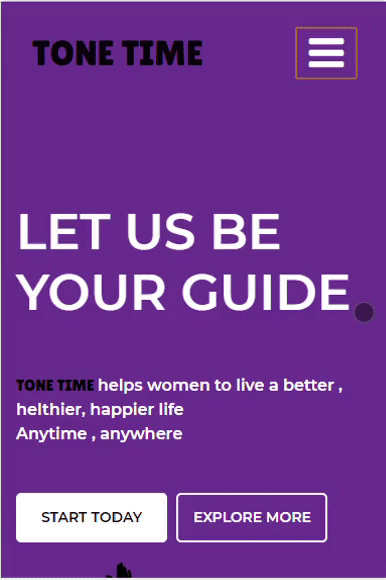 TONE TIME
LET US BE
YOUR GUIDE
TONE TIME helps women to live a better ,
helthier, happier life
Anytime , anywhere
START TODAY
EXPLORE MORE